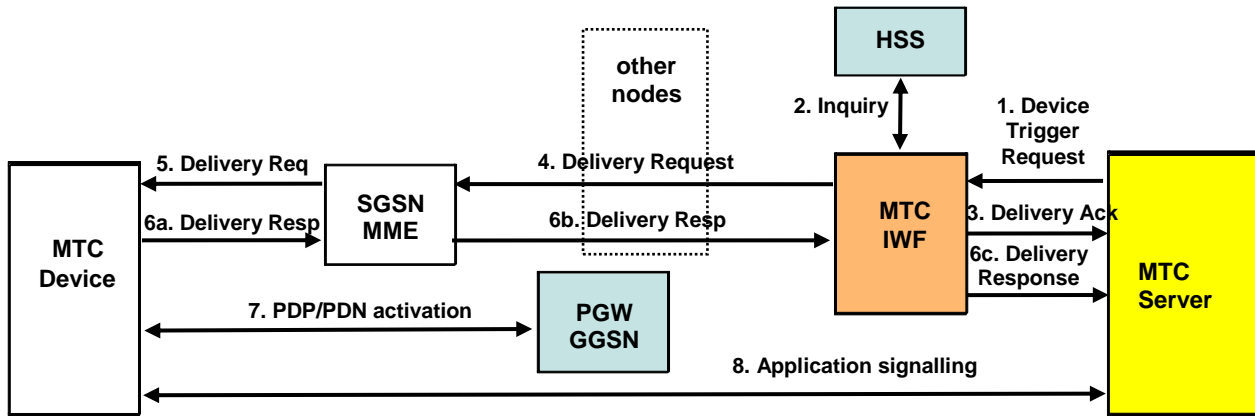 HSS
other
nodes
2. Inquiry
1. Device
Trigger
Request
5. Delivery Req
4. Delivery Request
SGSN
MME
MTC
IWF
3. Delivery Ack
6a. Delivery Resp
6b. Delivery Resp
6c. Delivery
Response
MTC
Device
MTC
Server
7. PDP/PDN activation
PGW
GGSN
8. Application signalling